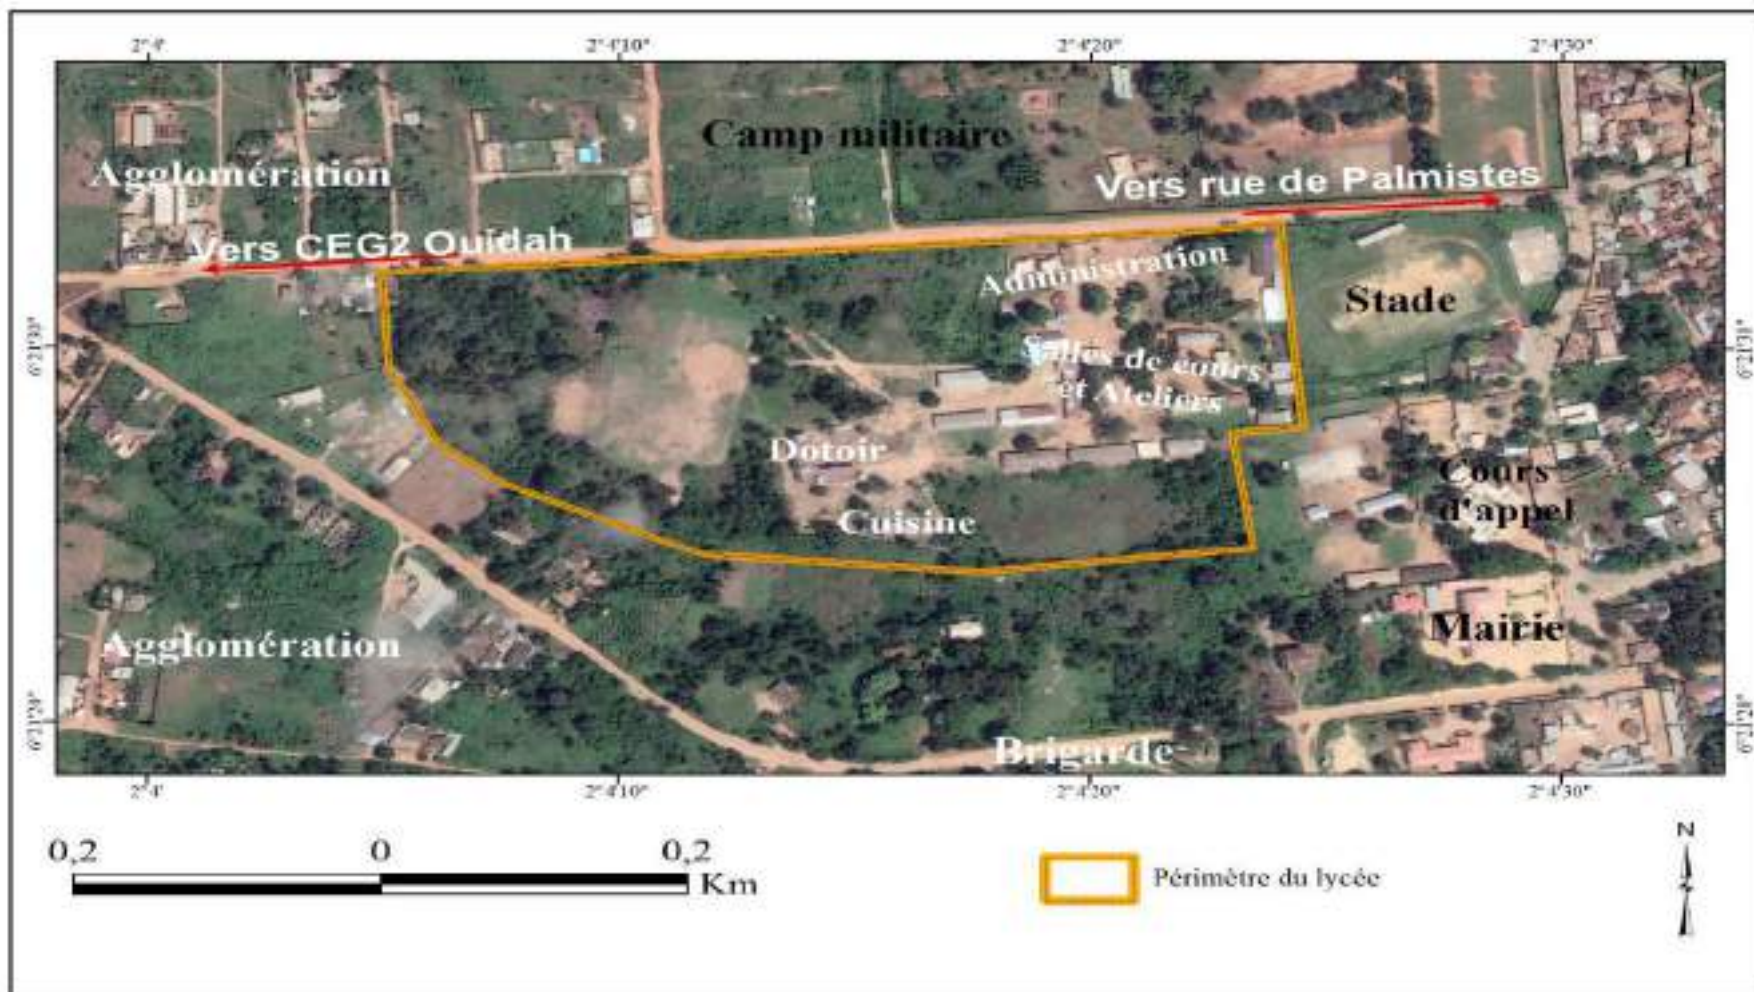 2°4'
2°4'10"
2°4'20"
2°4'30"
N
Camp militaire
Agglomération
Vers rue de Palmistes
Vers CEG2 Ouidah
Administration
Stade
Salles de cours
et Ateliers
Dotoir
Cours
d'appel
Cuisine
Mairie
Agglomération
Brigarde
2°4'
2°4'10"
2°4'20"
2°4'30"
0,2
0
0,2
Km
Périmètre du lycée
N